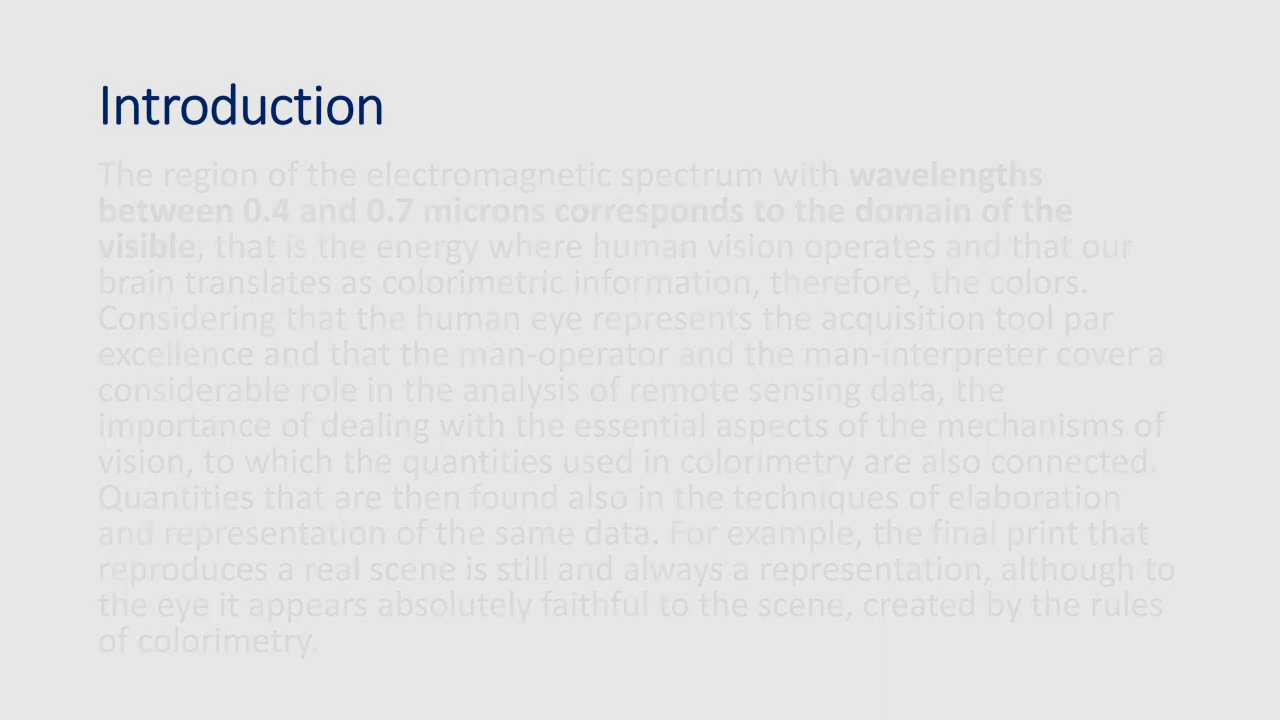 Introduction
The region of the electromagnetic spectrum with wavelengths
between 0.4 and 0.7 microns corresponds to the domain of the
visible, that is the energy where human vision operates and that our
brain translates as colorimetric information, therefore, the colors.
Considering that the human eye represents the acquisition tool par
excellence and that the man-operator and the man-interpreter cover a
considerable role in the analysis of remote sensing data, the
importance of dealing with the essential aspects of the mechanisms of
vision, to which the quantities used in colorimetry are also connected.
Quantities that are then found also in the techniques of elaboration
and representation of the same data. For example, the final print that
reproduces a real scene is still and always a representation, although to
the eye it appears absolutely faithful to the scene, created by the rules
of colorimetry.